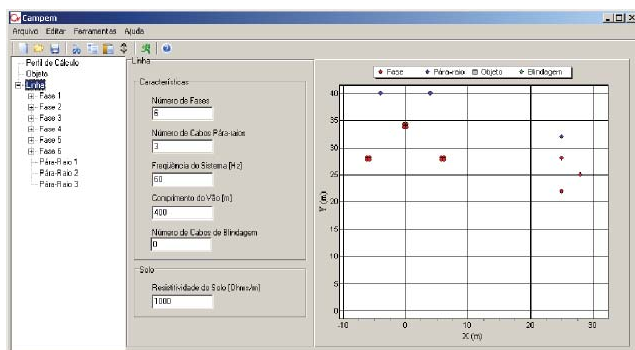 Campem
Arquivo Editar Ferramentas Ajuda
Perfil de Cálculo
Objeto
Linha
Fase 1
Fase 2
Fase 3
Fase 4
Fase 5
Fase 6
Pára-Raio 1
Pára-Raio 2
Pára-Raio 3
Linha
Características
Número de Fases
6
Número de Cabos Pára-raios
3
Freqüência do Sistema [Hz]
60
Comprimento do Vão [m]
400
Número de Cabos de Blindagem
0
Solo
Resistitividade do Solo [Ohms/m]
1000
Fase Pára-raio Objeto Blindagem
40
35
30
25
20
15
10
5
0
Y (m)
-10 0 10 20 30
X (m)